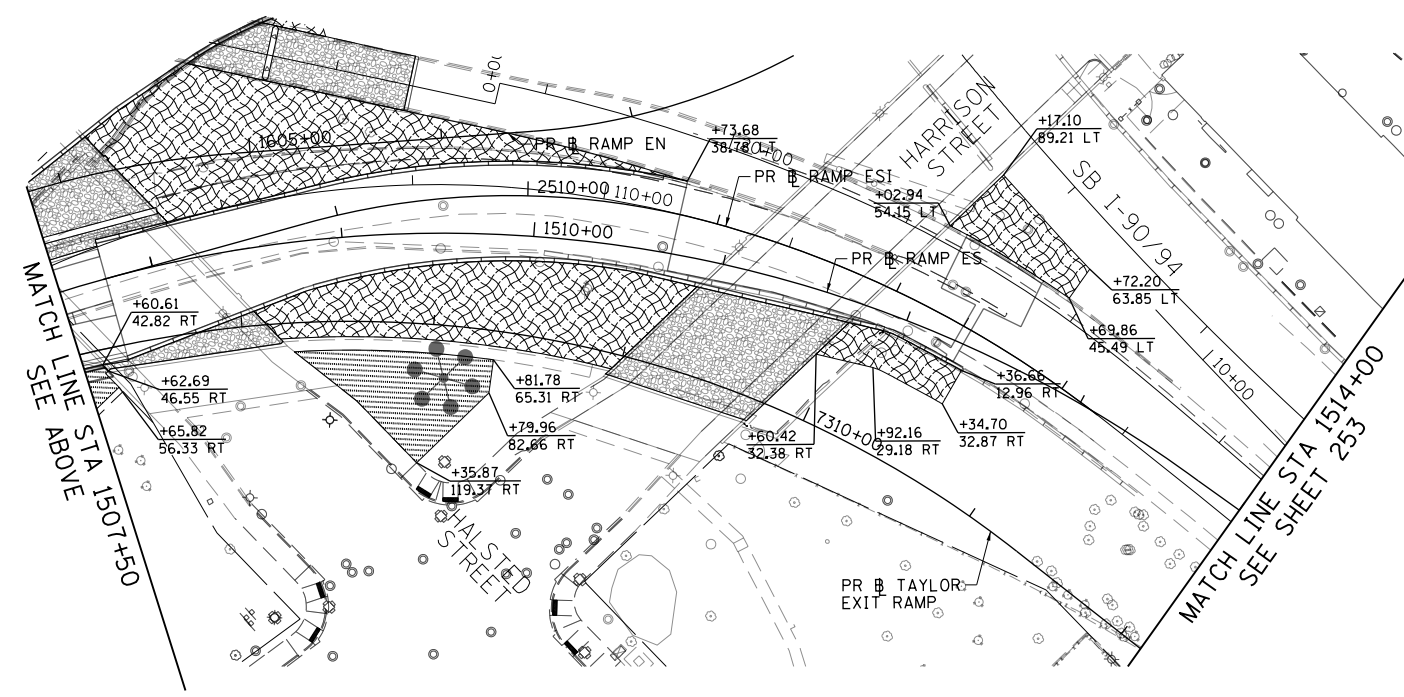 0+00
1605+00
PR ℄ RAMP EN
+73.68
38.78 LT
HARRISON
STREET
+17.10
89.21 LT
PR ℄ RAMP ESI
2510+00
110+00
+02.94
54.15 LT
SB I-90/94
1510+00
PR ℄ RAMP ES
+72.20
63.85 LT
+60.61
42.82 RT
+69.86
45.49 LT
MATCH LINE STA 1507+50
SEE ABOVE
+62.69
46.55 RT
+81.78
65.31 RT
+36.66
12.96 RT
10+00
+65.82
56.33 RT
+79.96
82.66 RT
7310+00
+60.42
32.38 RT
+92.16
29.18 RT
+34.70
32.87 RT
+35.87
119.37 RT
MATCH LINE STA 1514+00
SEE SHEET 253
HALSTED
STREET
PR ℄ TAYLOR
EXIT RAMP